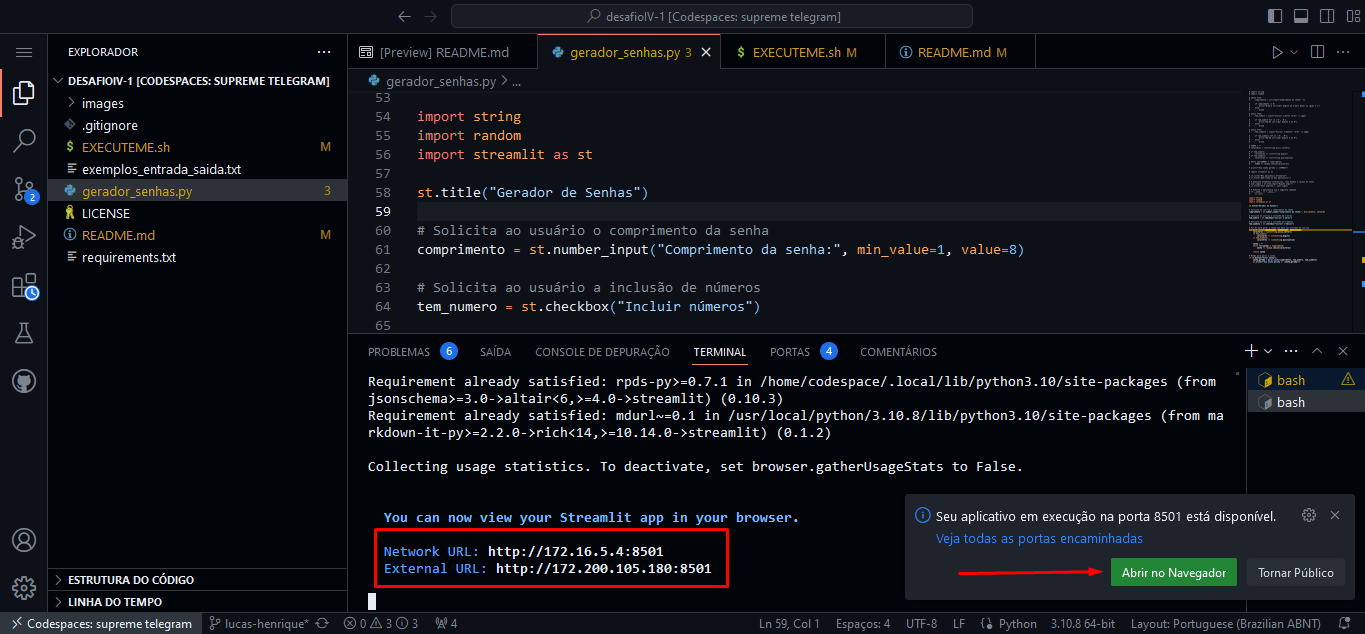 desafioIV-1 [Codespaces: supreme telegram]
EXPLORADOR
DESAFIOIV-1 [CODESPACES: SUPREME TELEGRAM]
images
.gitignore
EXECUTEME.sh M
exemplos_entrada_saida.txt
gerador_senhas.py 3
LICENSE
README.md M
requirements.txt
ESTRUTURA DO CÓDIGO
LINHA DO TEMPO
2
[Preview] README.md
gerador_senhas.py 3
EXECUTEME.sh M
README.md M
gerador_senhas.py > ...
53
54 import string
55 import random
56 import streamlit as st
57
58 st.title("Gerador de Senhas")
59
60 # Solicita ao usuário o comprimento da senha
61 comprimento = st.number_input("Comprimento da senha:", min_value=1, value=8)
62
63 # Solicita ao usuário a inclusão de números
64 tem_numero = st.checkbox("Incluir números")
65
PROBLEMAS 6 SAÍDA CONSOLE DE DEPURAÇÃO TERMINAL PORTAS 4 COMENTÁRIOS
Requirement already satisfied: rpds-py>=0.7.1 in /home/codespace/.local/lib/python3.10/site-packages (from
jsonschema>=3.0->altair<6,>=4.0->streamlit) (0.10.3)
Requirement already satisfied: mdurl~=0.1 in /usr/local/python/3.10.8/lib/python3.10/site-packages (from ma
rkdown-it-py>=2.2.0->rich<14,>=10.14.0->streamlit) (0.1.2)
Collecting usage statistics. To deactivate, set browser.gatherUsageStats to False.
You can now view your Streamlit app in your browser.
Network URL: http://172.16.5.4:8501
External URL: http://172.200.105.180:8501
bash
bash
Seu aplicativo em execução na porta 8501 está disponível.
Veja todas as portas encaminhadas
Abrir no Navegador
Tornar Público
Codespaces: supreme telegram lucas-henrique* 0 3 3 4 Ln 59, Col 1 Espaços: 4 UTF-8 LF Python 3.10.8 64-bit Layout: Portuguese (Brazilian ABNT)